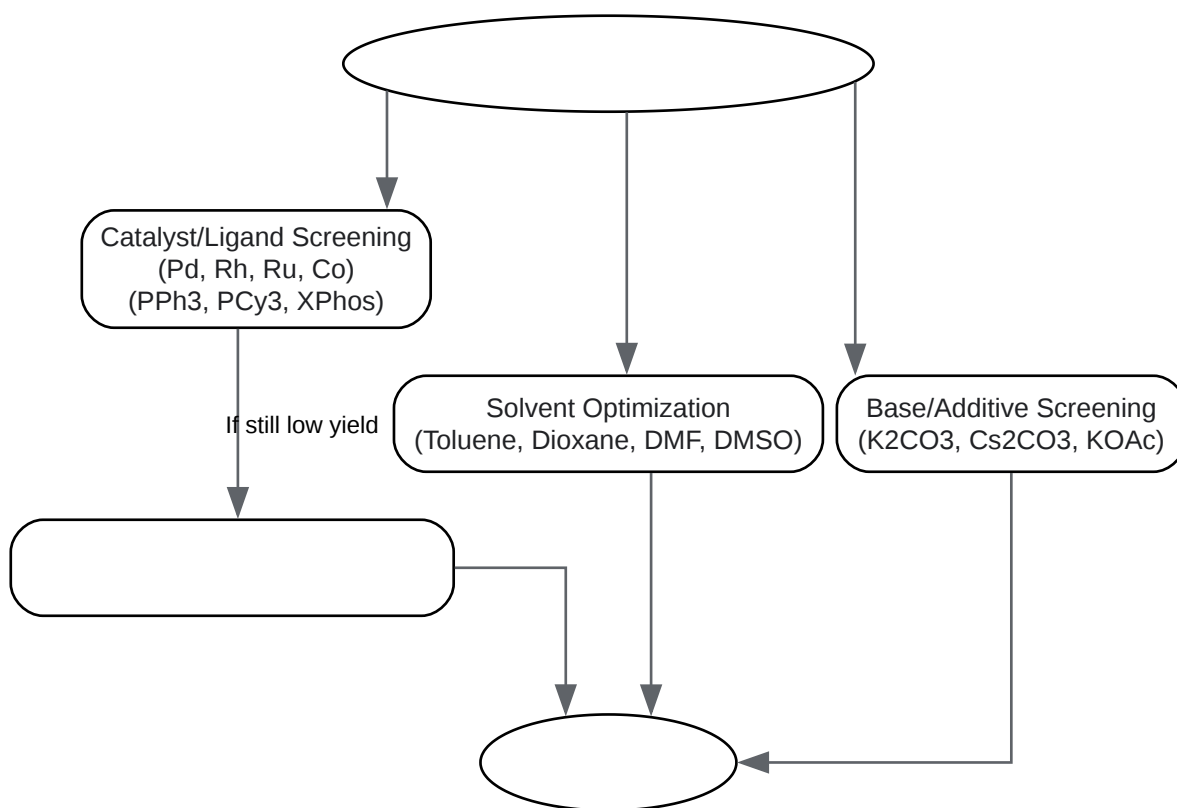 Catalyst/Ligand Screening
(Pd, Rh, Ru, Co)
(PPh3, PCy3, XPhos)
If still low yield
Solvent Optimization
(Toluene, Dioxane, DMF, DMSO)
Base/Additive Screening
(K2CO3, Cs2CO3, KOAc)